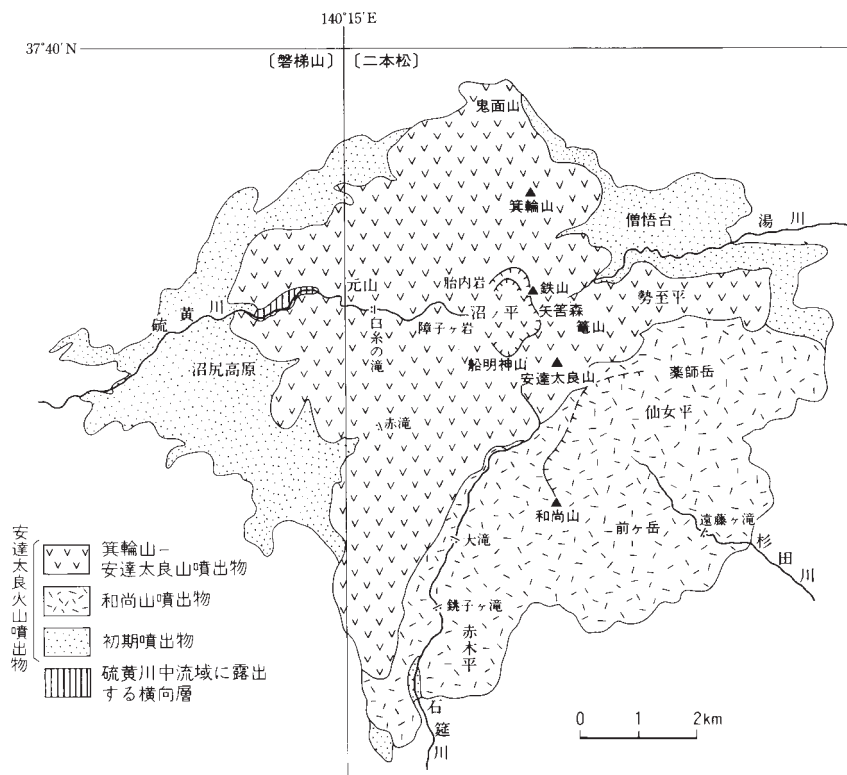 140°15′E
37°40′N
〔磐梯山〕
〔二本松〕
鬼面山
箕輪山
僧悟台
湯川
元山
胎内岩
鉄山
沼ノ平
矢筈森
勢至平
硫黄川
白糸の滝
障子ヶ岩
篭山
沼尻高原
船明神山
安達太良山
薬師岳
仙女平
赤滝
和尚山
前ヶ岳
遠藤ヶ滝
杉田川
大滝
銚子ヶ滝
赤木平
石筵川
安達太良火山噴出物
箕輪山−
安達太良山噴出物
和尚山噴出物
初期噴出物
硫黄川中流域に露出
する横向層
0 1 2km